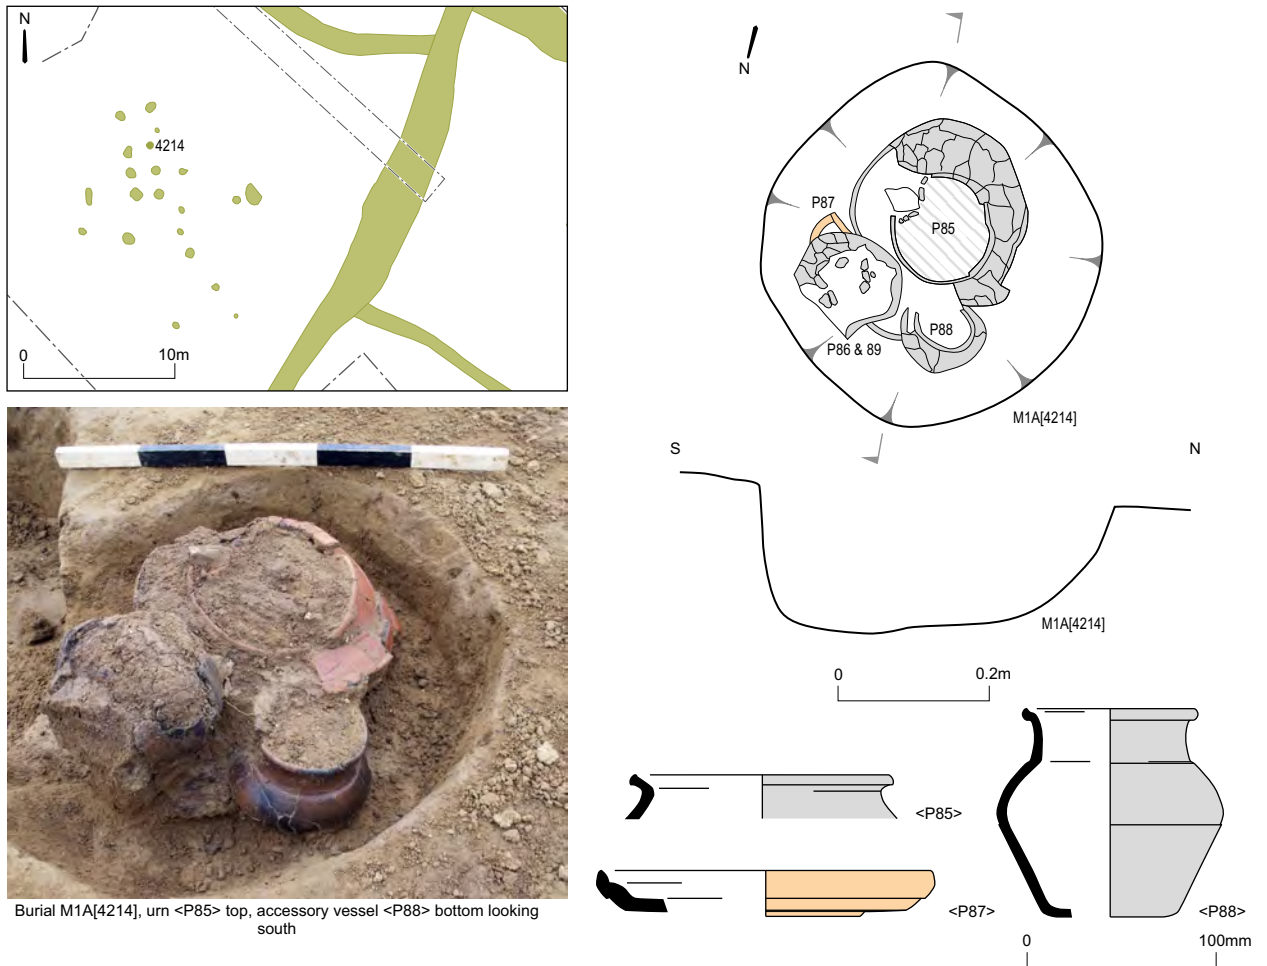 N
4214
0 10m
Burial M1A[4214], urn <P85> top, accessory vessel <P88> bottom looking
south
N
P87
P85
P88
P86 & 89
M1A[4214]
S N
M1A[4214]
0 0.2m
<P85>
<P87>
<P88>
0 100mm